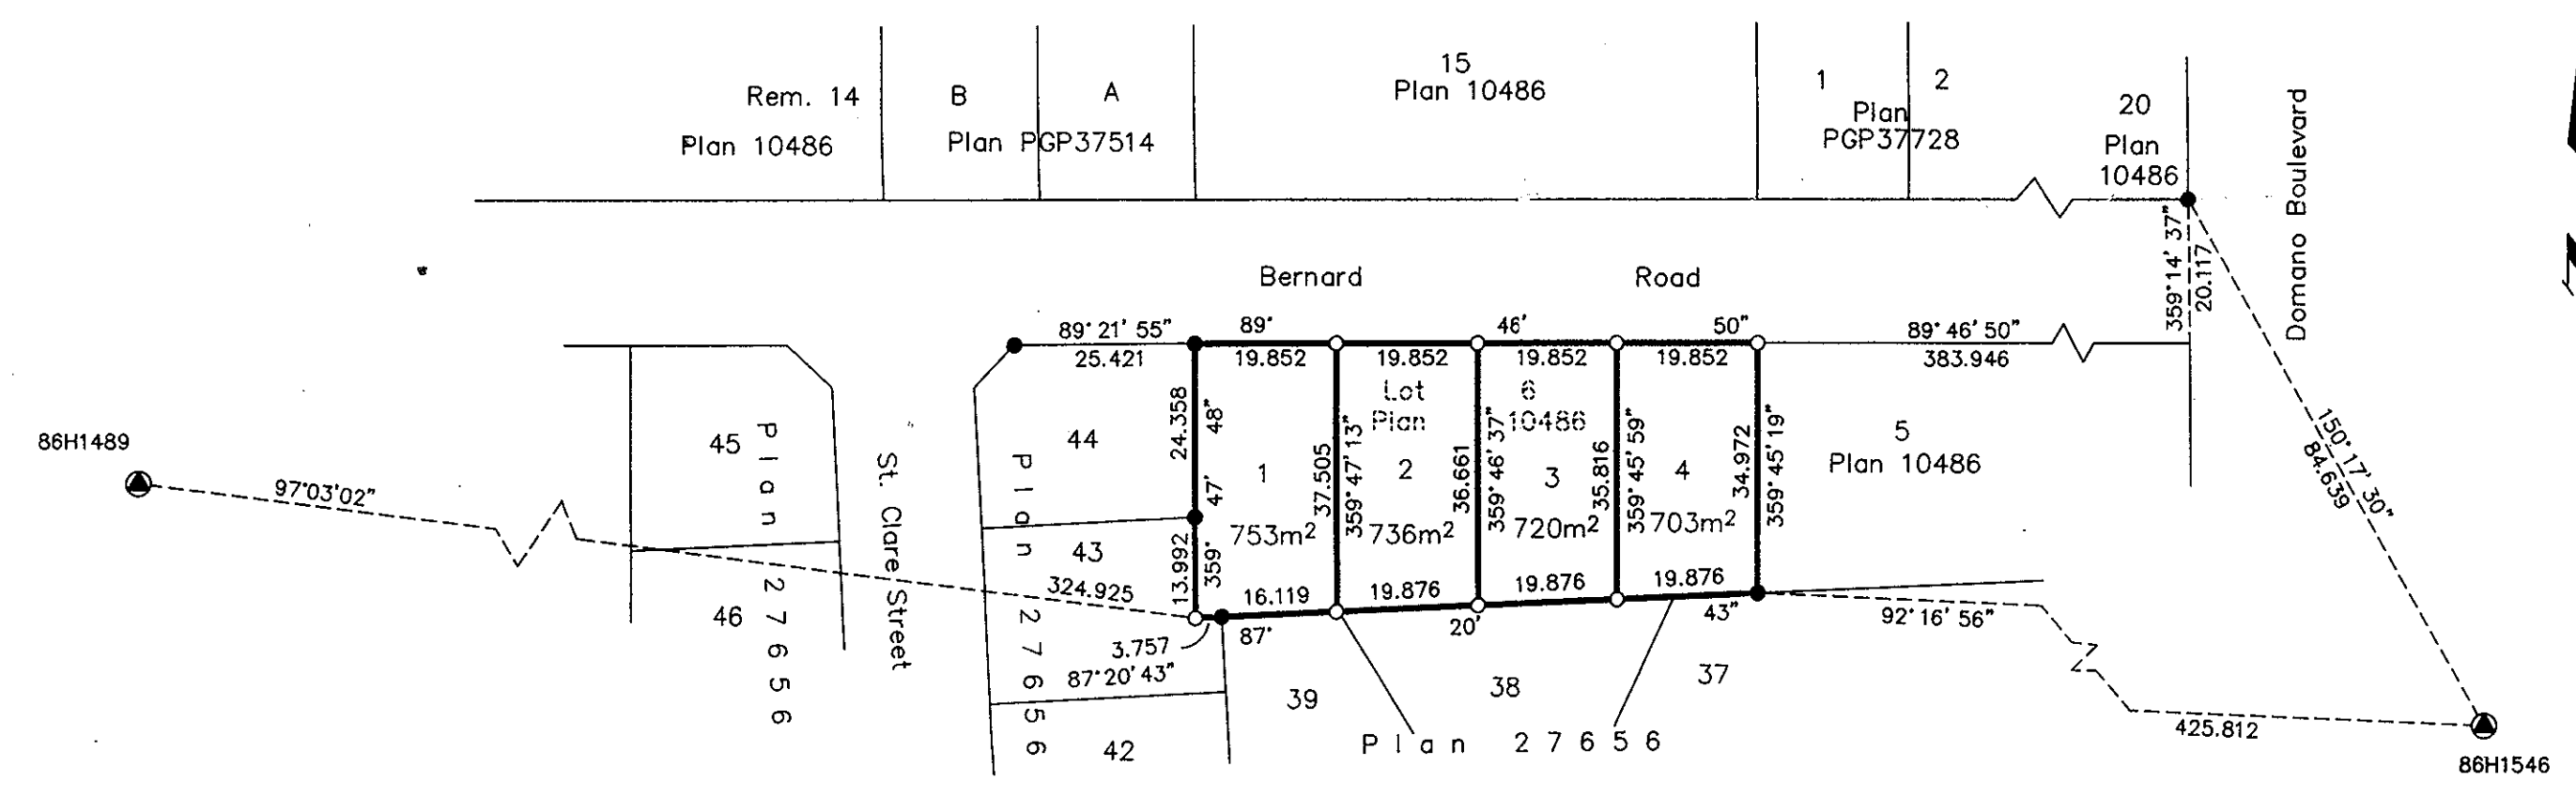 Rem. 14
Plan 10486
B
A
Plan PGP37514
15
Plan 10486
1
2
Plan
PGP37728
20
Plan
10486
Domano Boulevard
359°14' 37"
20.117
Bernard Road
89° 21' 55"
25.421
89° 46' 50"
19.852
19.852
19.852
19.852
89° 46' 50"
383.946
Lot 6
Plan 10486
86H1489
97°03'02"
45
46
Plan 27656
St. Clare Street
44
43
42
Plan 27656
324.925
24.358
13.992
359° 47' 48"
1
753m²
37.505
359° 47' 13"
2
736m²
36.661
359° 46' 37"
3
720m²
35.816
359° 45' 59"
4
703m²
34.972
359° 45' 19"
5
Plan 10486
150° 17' 30"
84.639
16.119
19.876
19.876
19.876
87° 20' 43"
3.757
87° 20' 43"
92° 16' 56"
39
38
37
Plan 27656
425.812
86H1546